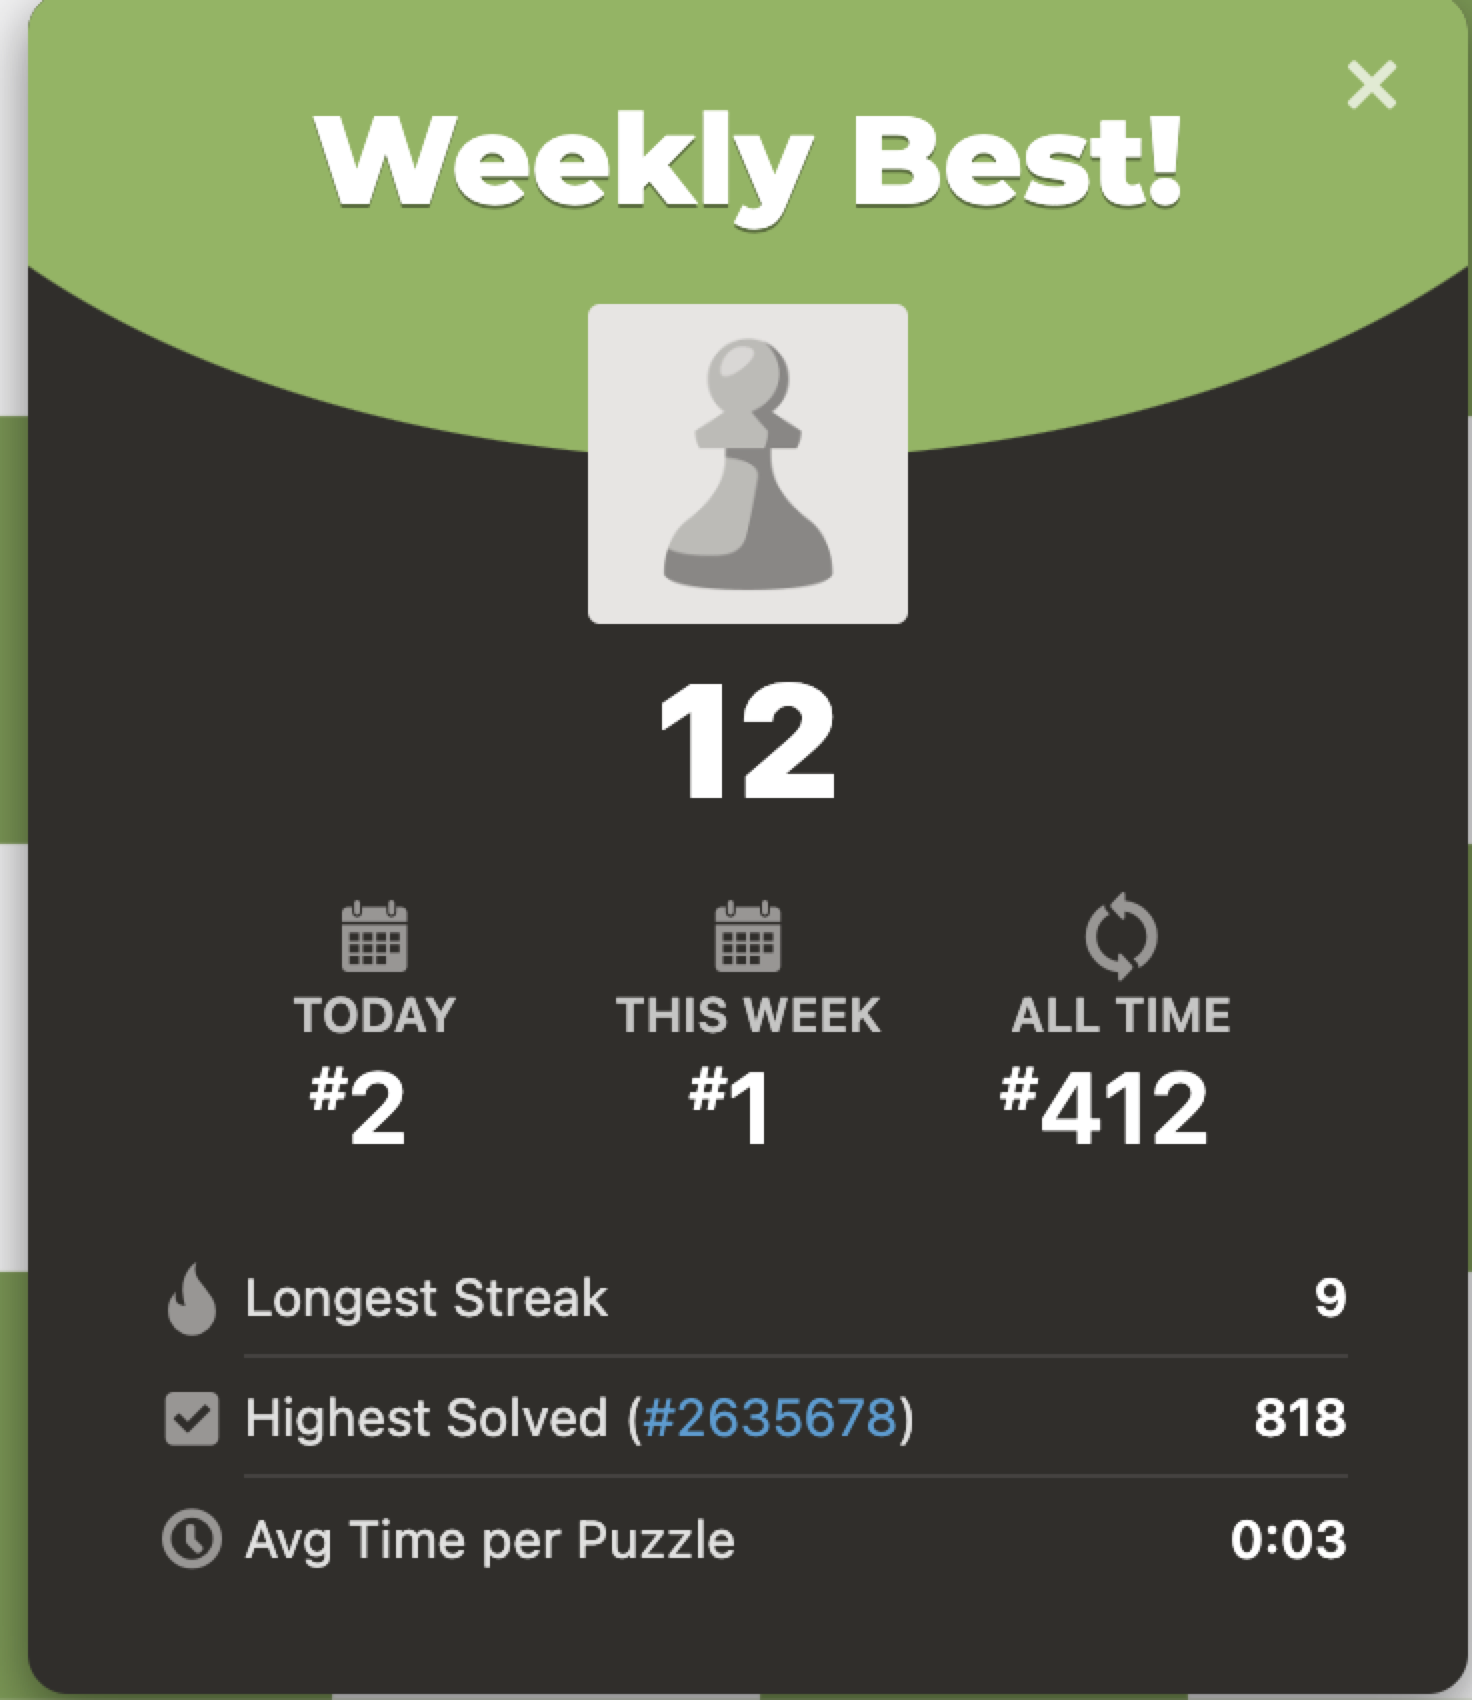 Weekly Best!
12
TODAY
#2
THIS WEEK
#1
ALL TIME
#412
Longest Streak 9
Highest Solved (#2635678) 818
Avg Time per Puzzle 0:03